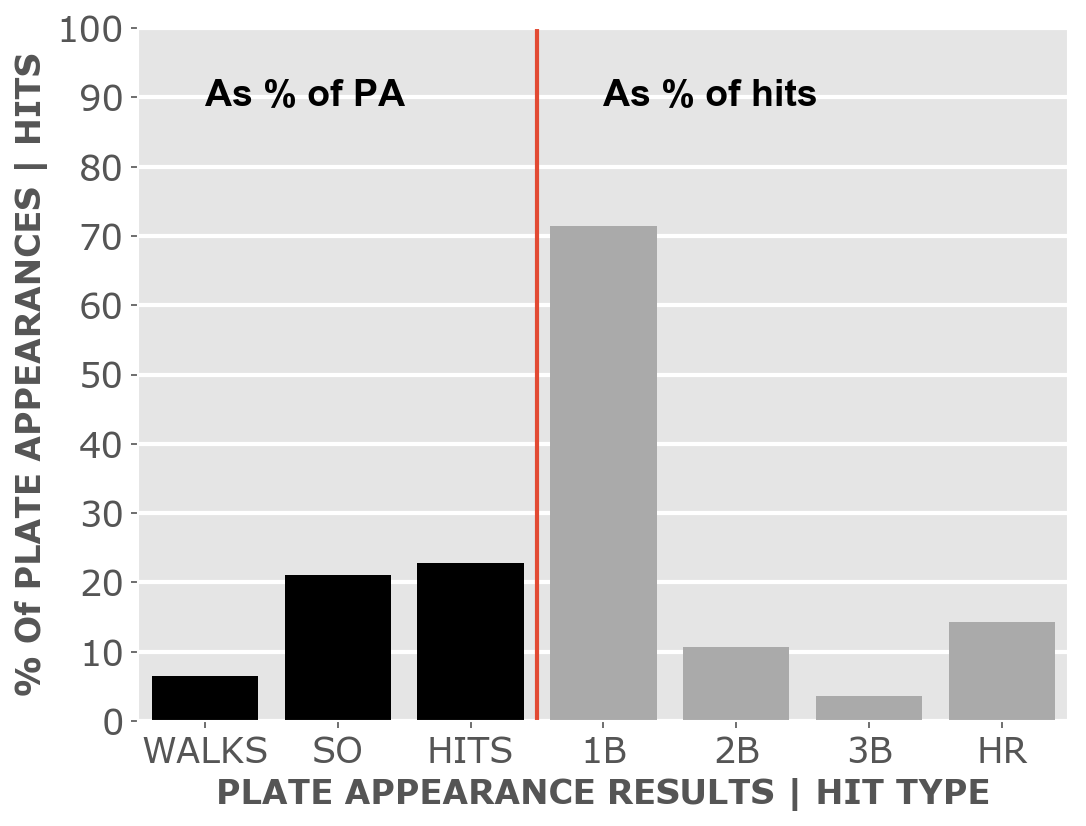 % Of PLATE APPEARANCES | HITS
100
90
80
70
60
50
40
30
20
10
0
As % of PA
As % of hits
WALKS SO HITS 1B 2B 3B HR
PLATE APPEARANCE RESULTS | HIT TYPE